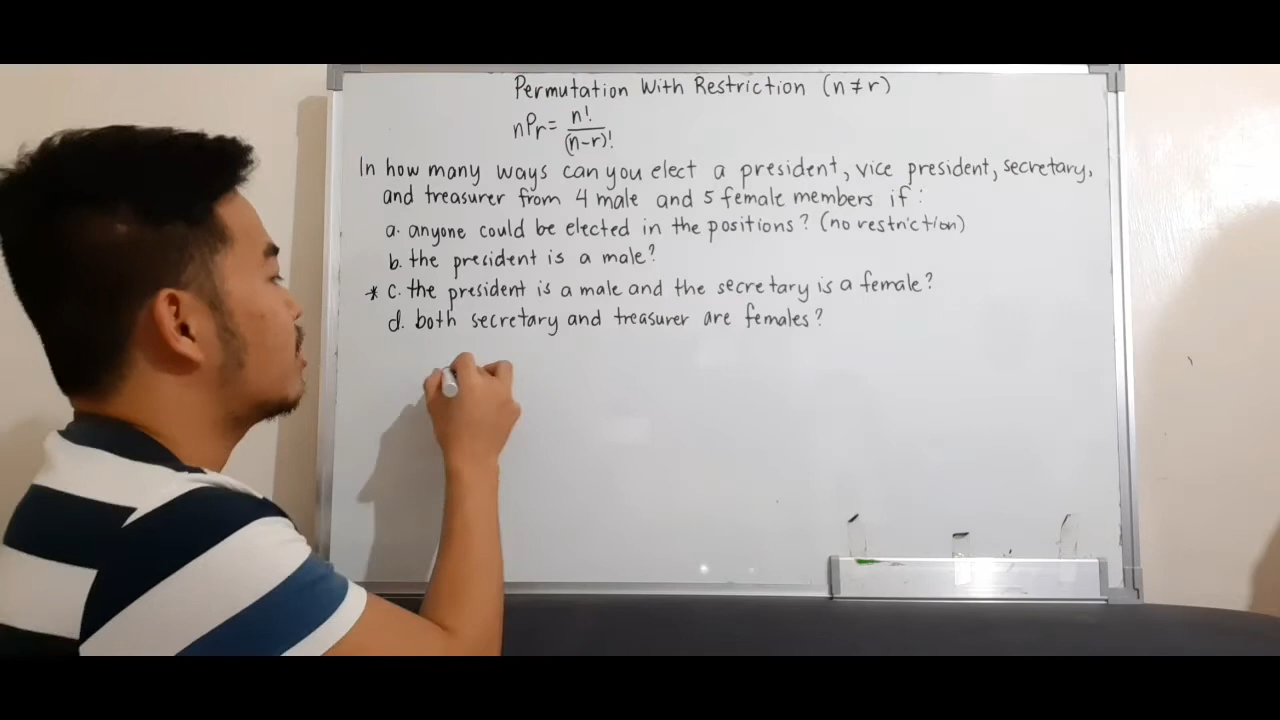 Permutation With Restriction (n ≠ r)
nPr = n!/(n-r)!
In how many ways can you elect a president, vice president, secretary,
and treasurer from 4 male and 5 female members if :
a. anyone could be elected in the positions? (no restriction)
b. the president is a male?
* c. the president is a male and the secretary is a female?
d. both secretary and treasurer are females?